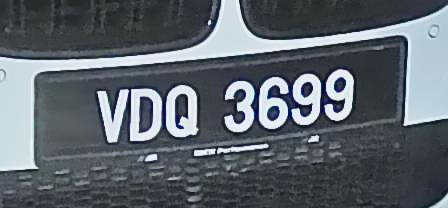 VDQ 3699
BMW Performance